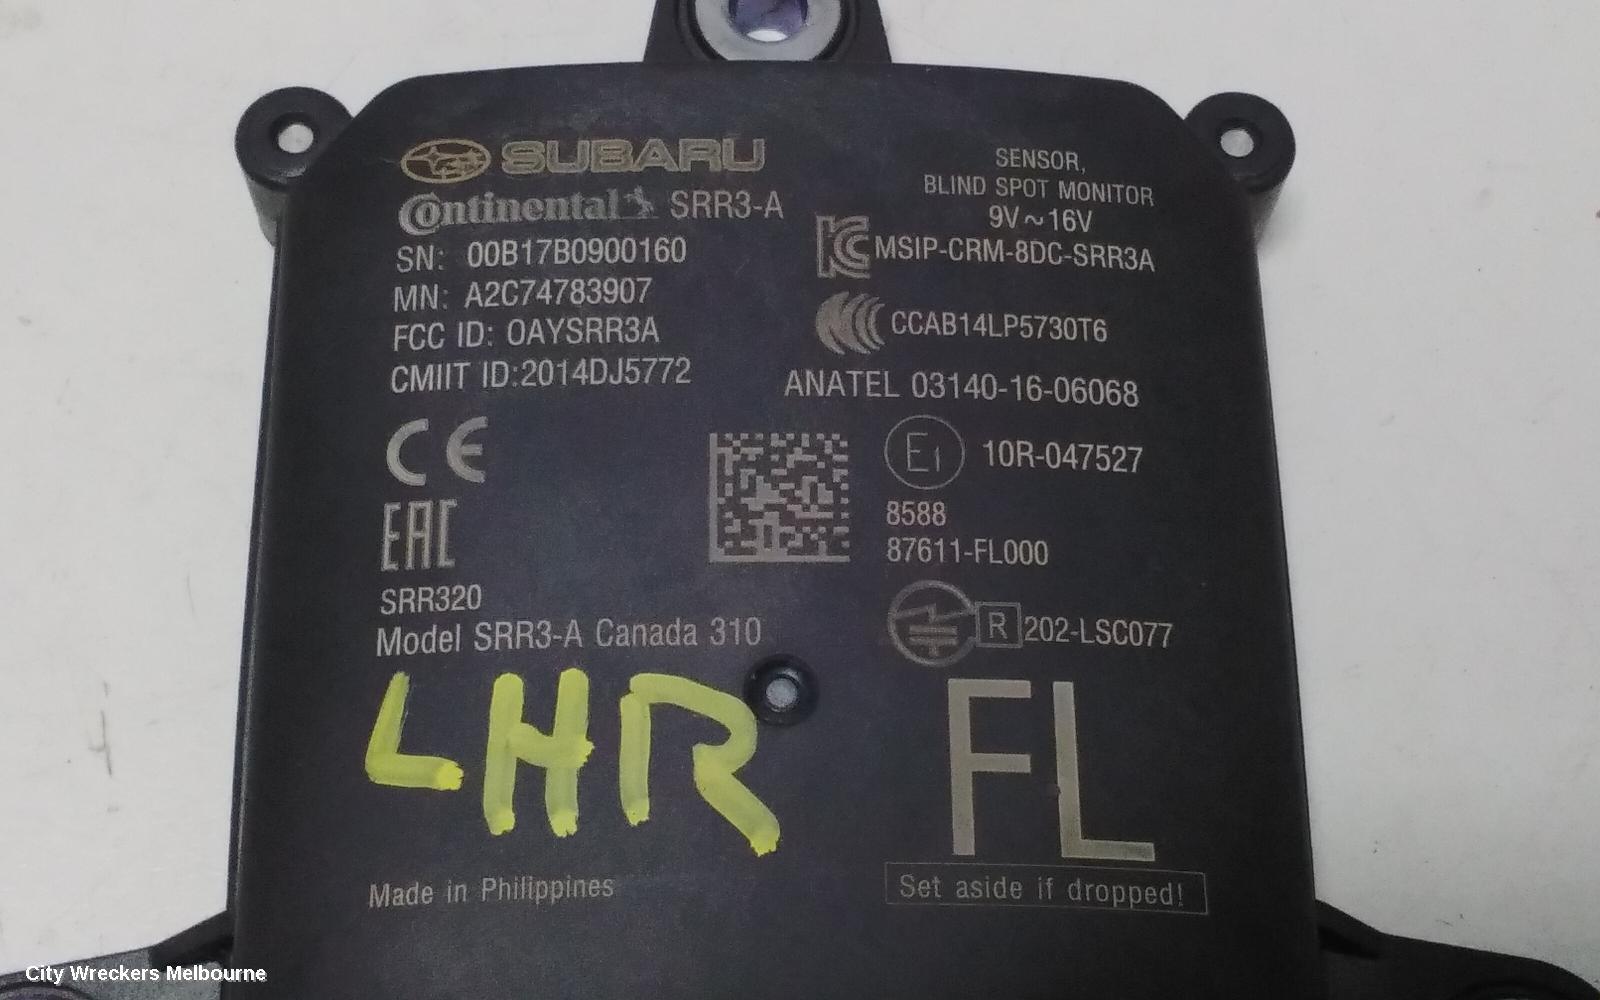 SUBARU
Continental SRR3-A
SN: 00B17B0900160
MN: A2C74783907
FCC ID: OAYSRR3A
CMIIT ID:2014DJ5772
CE
EAC
SRR320
Model SRR3-A Canada 310
LHR
Made in Philippines
SENSOR,
BLIND SPOT MONITOR
9V~16V
KC MSIP-CRM-8DC-SRR3A
CCC CCAB14LP5730T6
ANATEL 03140-16-06068
E1 10R-047527
8588
87611-FL000
R 202-LSC077
FL
Set aside if dropped!
City Wreckers Melbourne